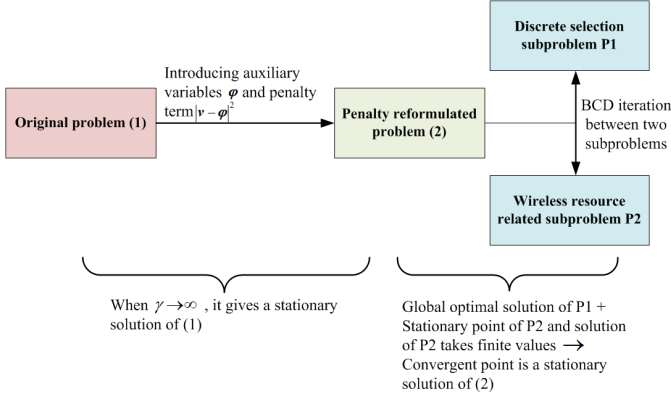 Discrete selection
subproblem P1
Introducing auxiliary
variables φ and penalty
term|v − φ|²
Original problem (1)
Penalty reformulated
problem (2)
BCD iteration
between two
subproblems
Wireless resource
related subproblem P2
When γ→∞ , it gives a stationary
solution of (1)
Global optimal solution of P1 +
Stationary point of P2 and solution
of P2 takes finite values →
Convergent point is a stationary
solution of (2)